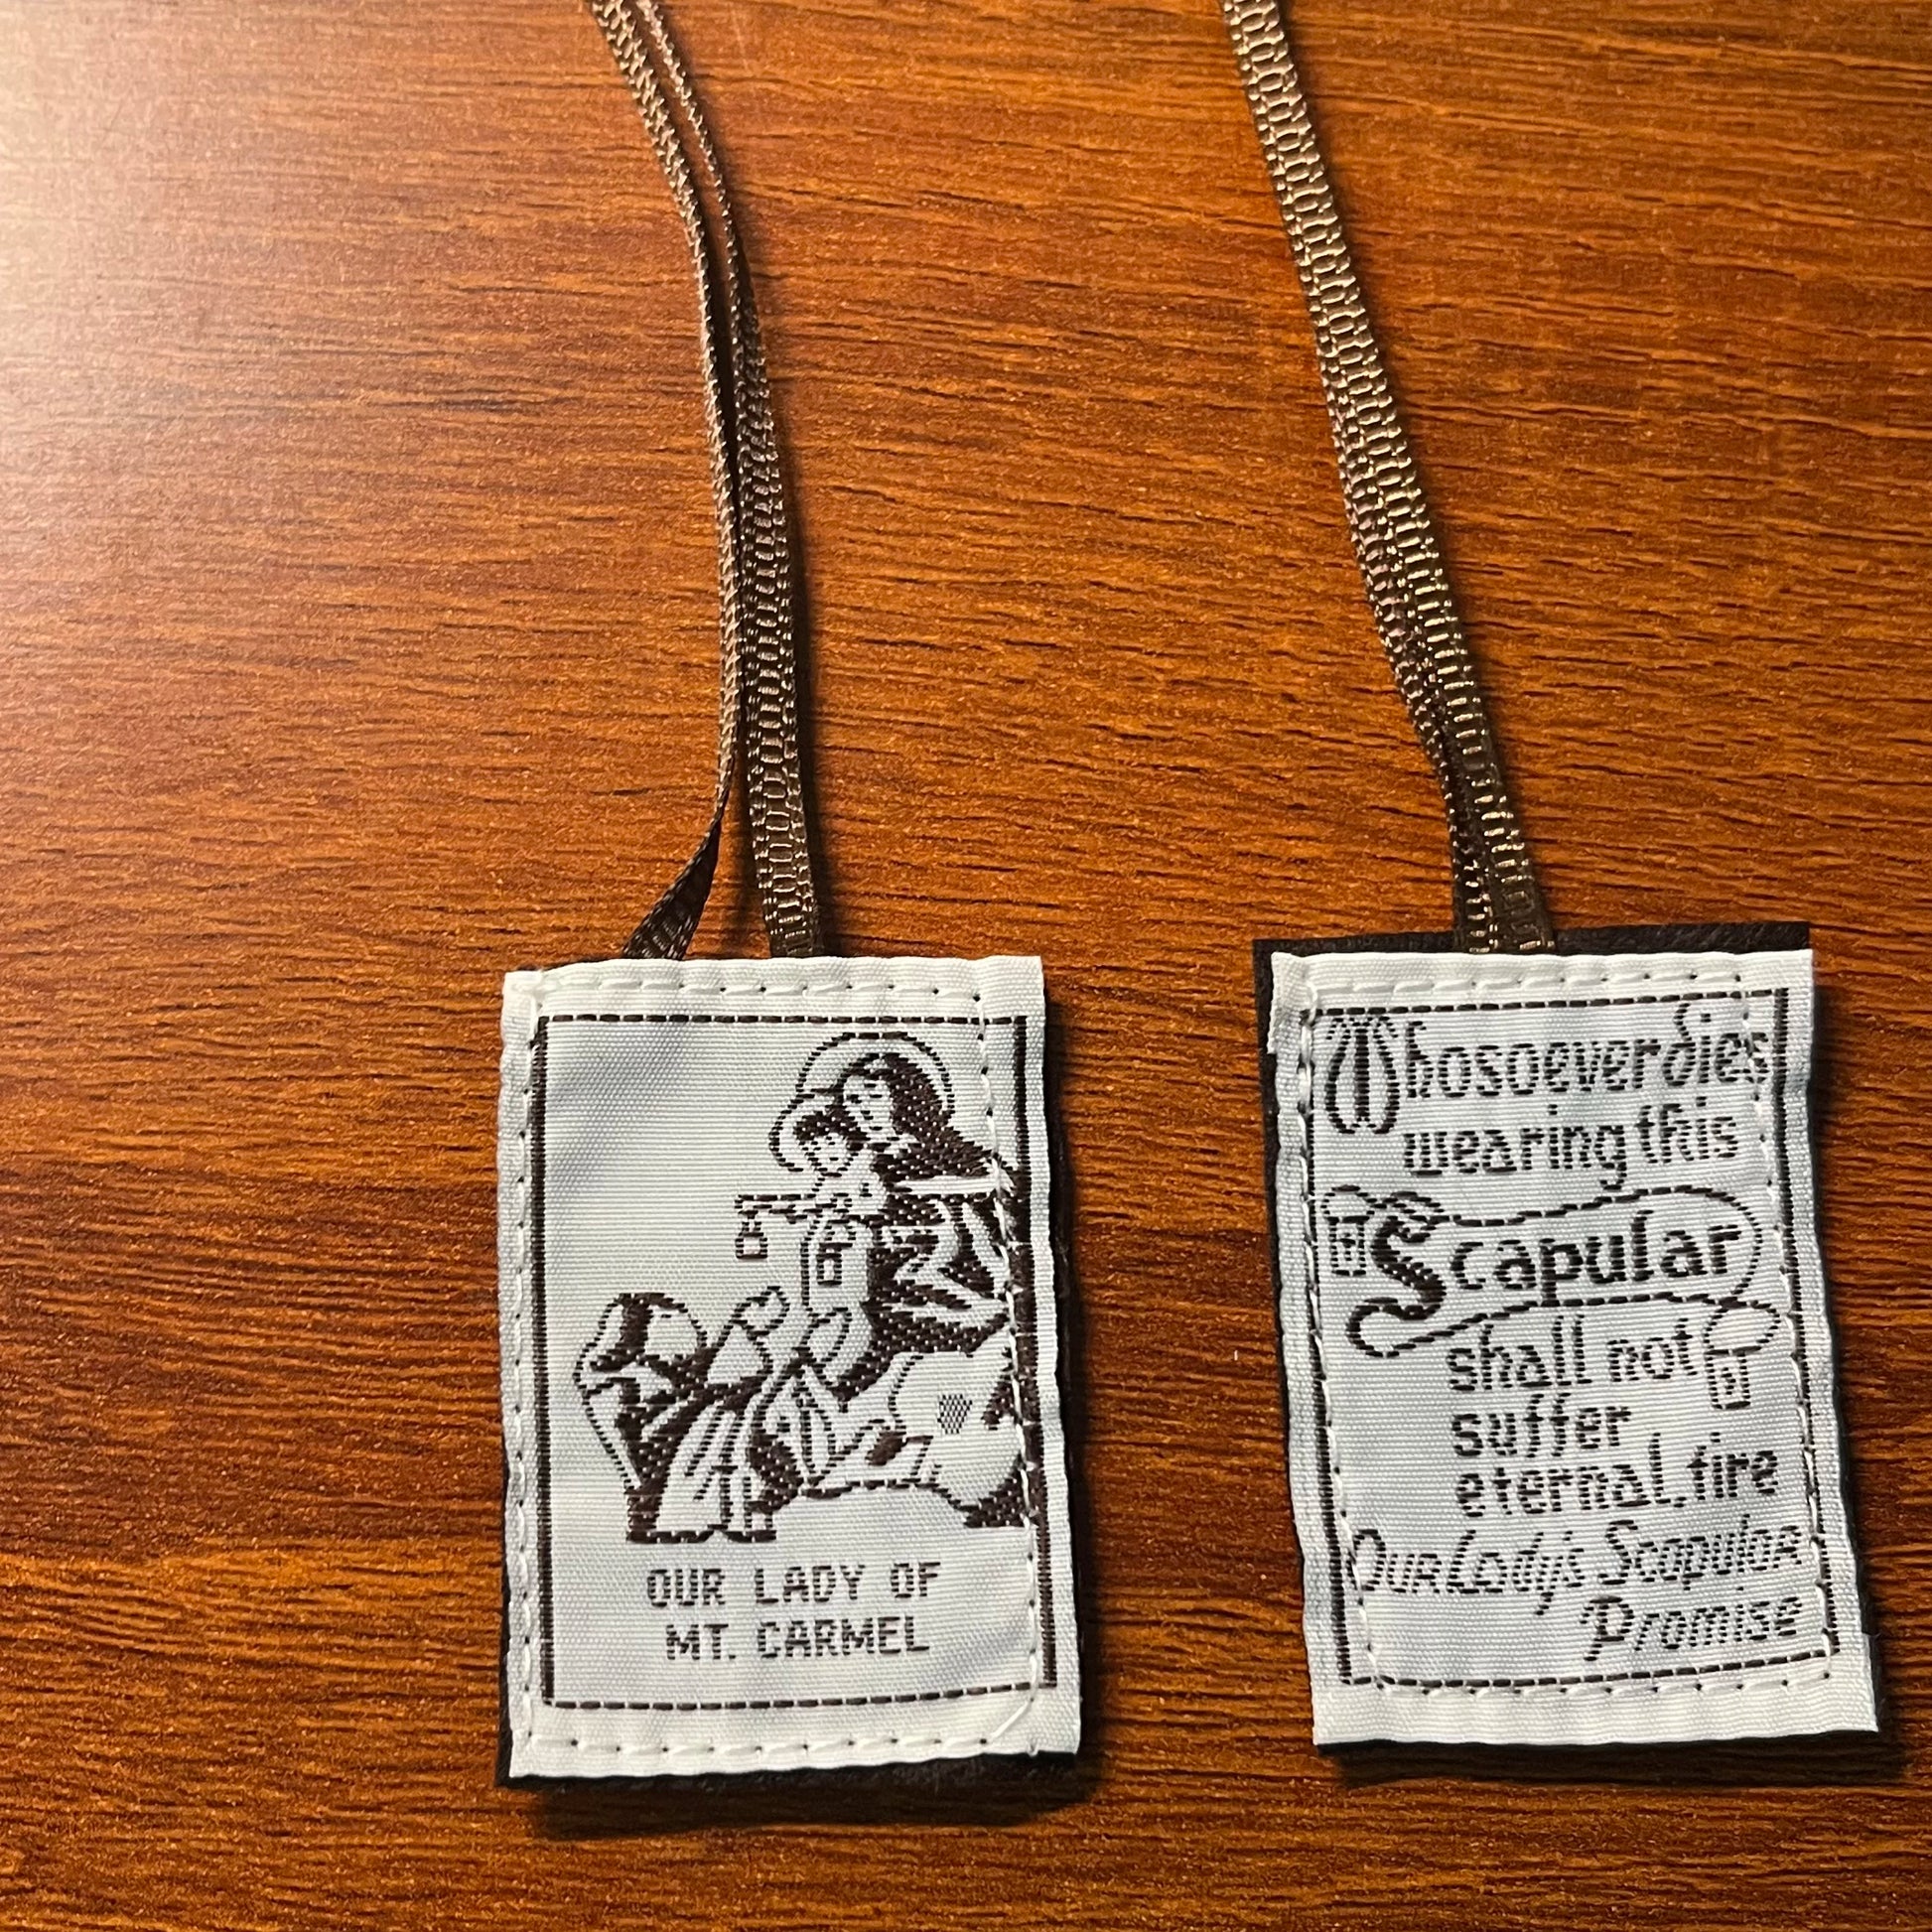 OUR LADY OF
MT. CARMEL
Whosoever dies
wearing this
Scapular
shall not
suffer
eternal fire
Our Lady's Scapular
Promise